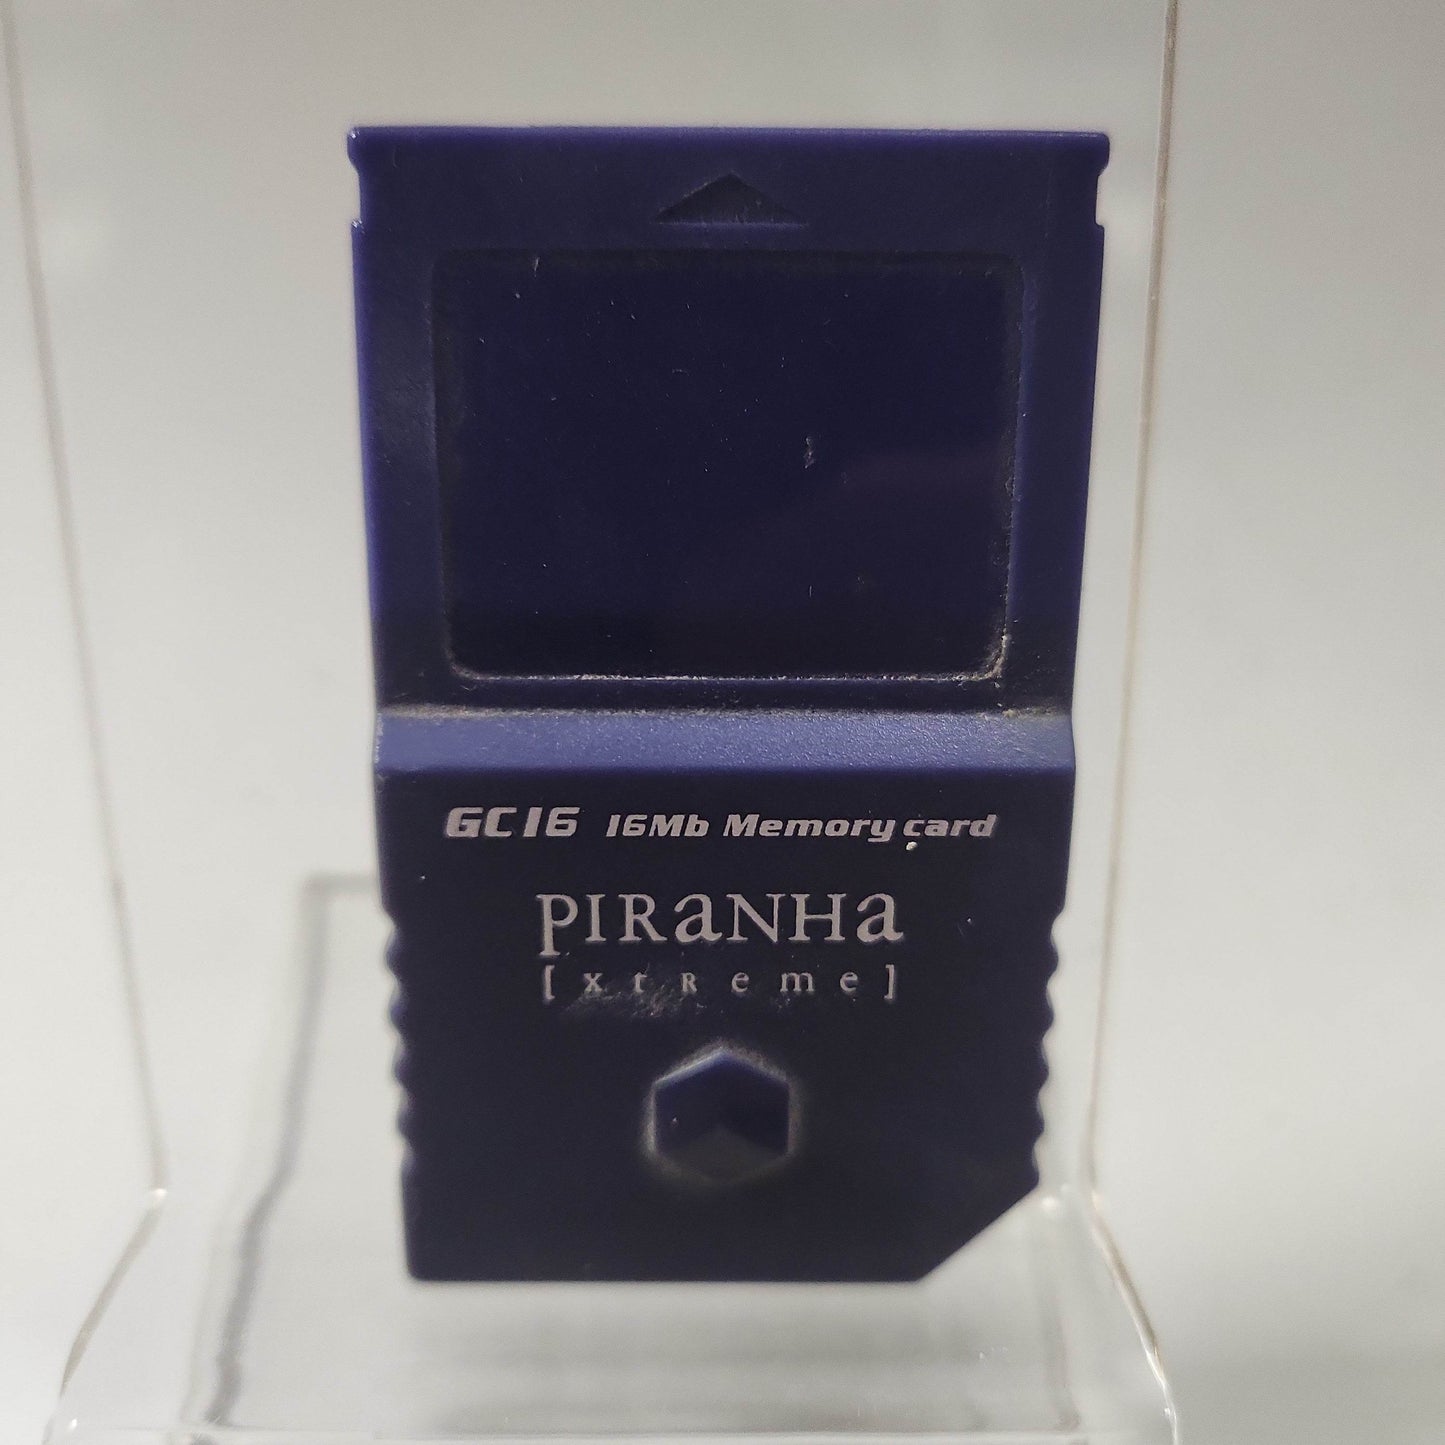 GC16 16Mb Memory card
PIRaNHa
[xtReme]